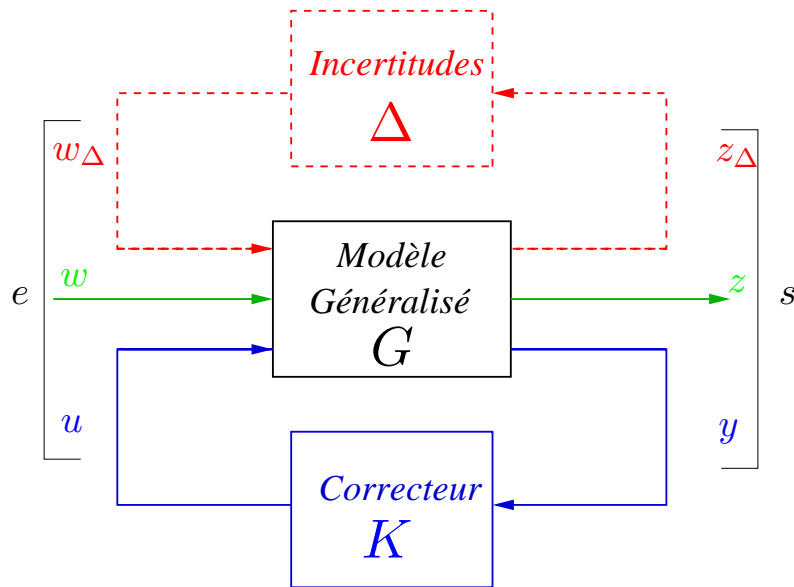 Incertitudes
Δ
w_Δ
z_Δ
Modèle
Généralisé
G
w
z
e
s
u
y
Correcteur
K